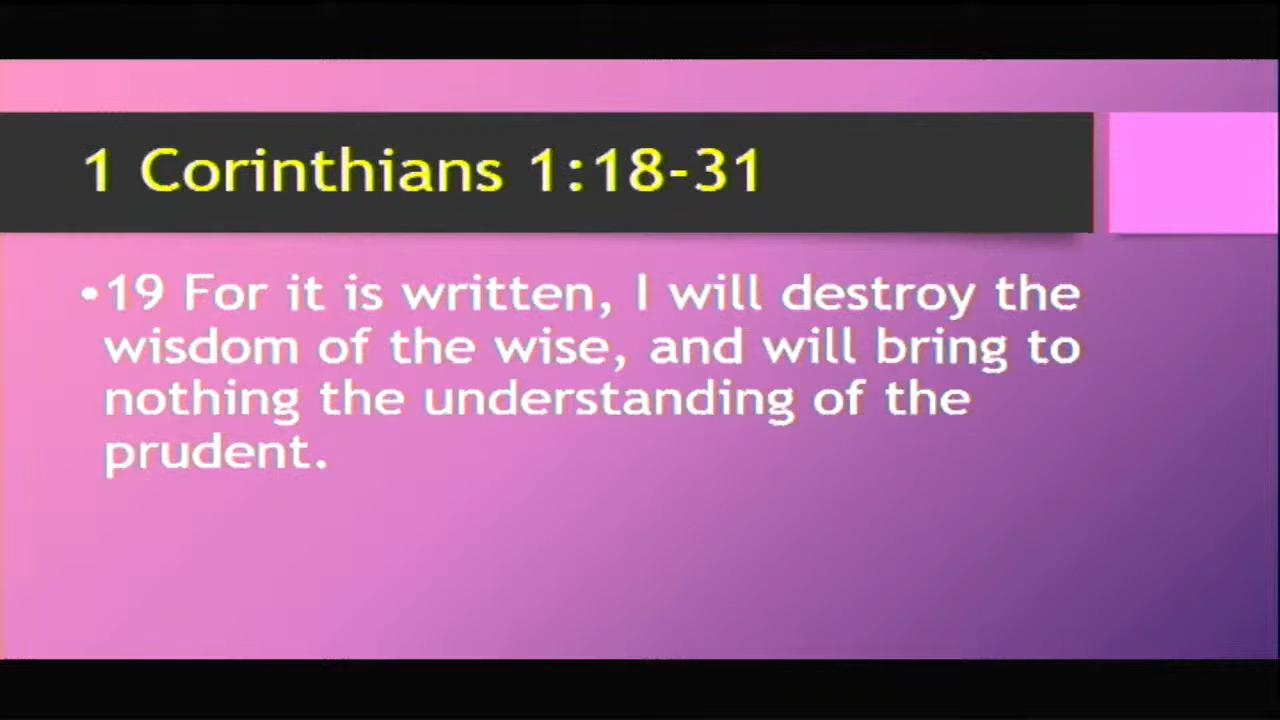 1 Corinthians 1:18-31
•19 For it is written, I will destroy the
wisdom of the wise, and will bring to
nothing the understanding of the
prudent.